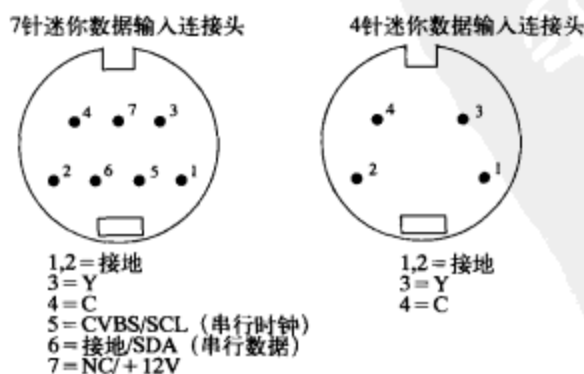 7针迷你数据输入连接头
4针迷你数据输入连接头
4 7 3
2 6 5 1
4 3
2 1
1,2=接地
3=Y
4=C
5=CVBS/SCL（串行时钟）
6=接地/SDA（串行数据）
7=NC/+12V
1,2=接地
3=Y
4=C